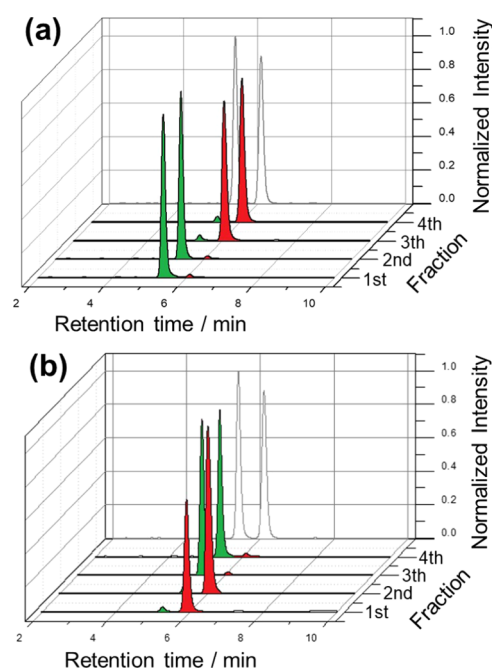 (a)
1.0
0.8
0.6
0.4
0.2
0.0
Normalized Intensity
4th
3th
2nd
1st
Fraction
2 4 6 8 10
Retention time / min
(b)
1.0
0.8
0.6
0.4
0.2
0.0
Normalized Intensity
4th
3th
2nd
1st
Fraction
2 4 6 8 10
Retention time / min